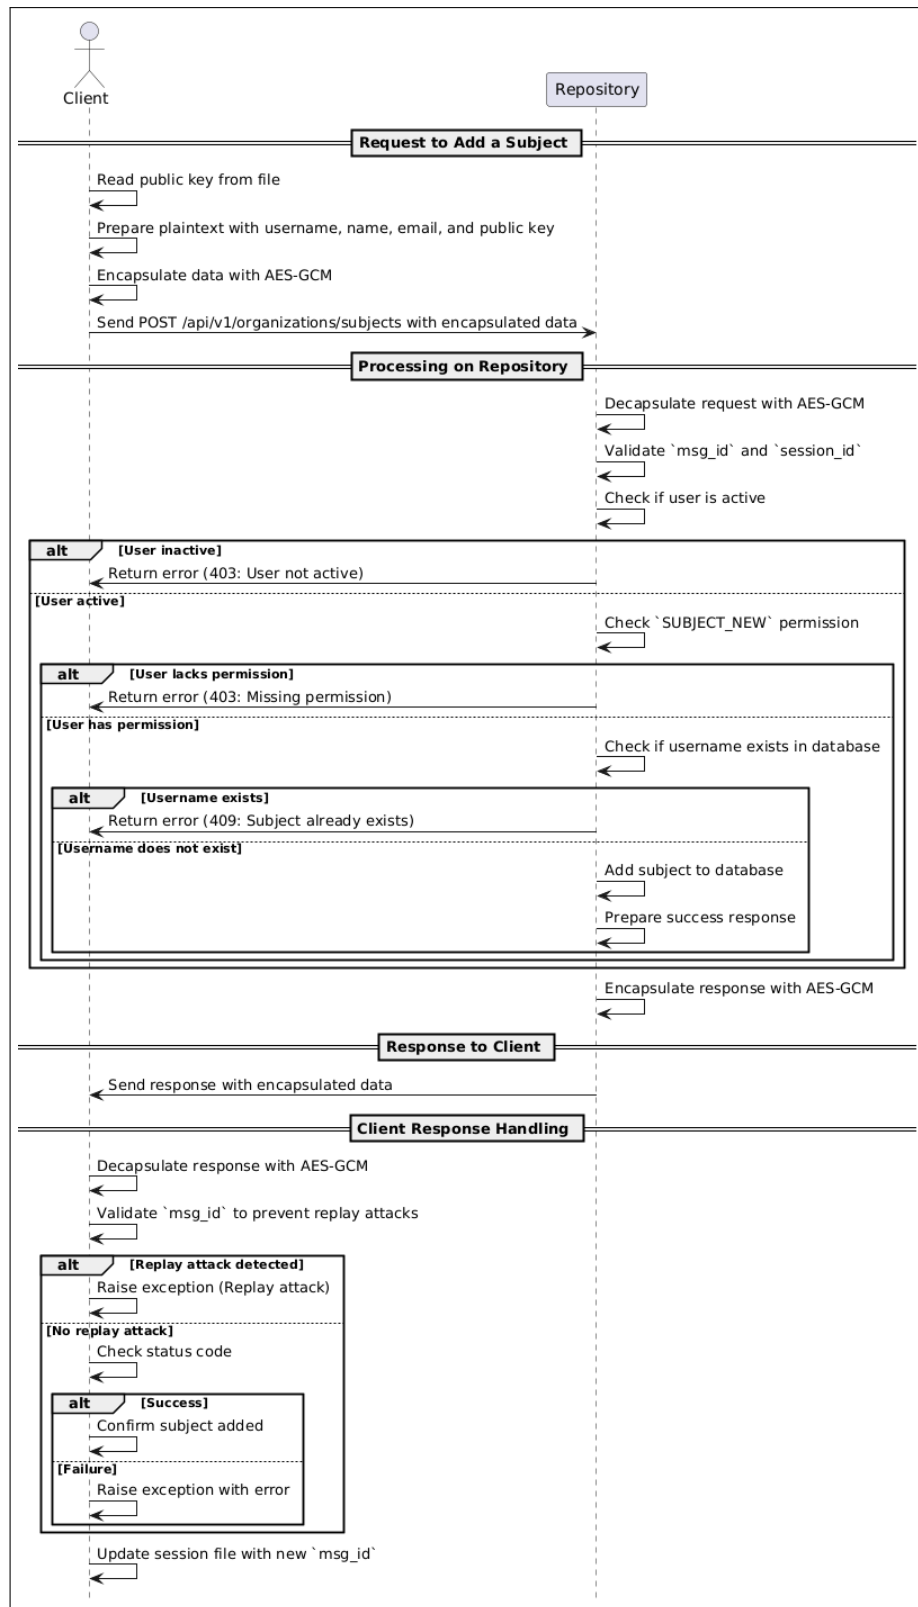 Client
Repository
Request to Add a Subject
Read public key from file
Prepare plaintext with username, name, email, and public key
Encapsulate data with AES-GCM
Send POST /api/v1/organizations/subjects with encapsulated data
Processing on Repository
Decapsulate request with AES-GCM
Validate `msg_id` and `session_id`
Check if user is active
alt [User inactive]
Return error (403: User not active)
[User active]
Check `SUBJECT_NEW` permission
alt [User lacks permission]
Return error (403: Missing permission)
[User has permission]
Check if username exists in database
alt [Username exists]
Return error (409: Subject already exists)
[Username does not exist]
Add subject to database
Prepare success response
Encapsulate response with AES-GCM
Response to Client
Send response with encapsulated data
Client Response Handling
Decapsulate response with AES-GCM
Validate `msg_id` to prevent replay attacks
alt [Replay attack detected]
Raise exception (Replay attack)
[No replay attack]
Check status code
alt [Success]
Confirm subject added
[Failure]
Raise exception with error
Update session file with new `msg_id`